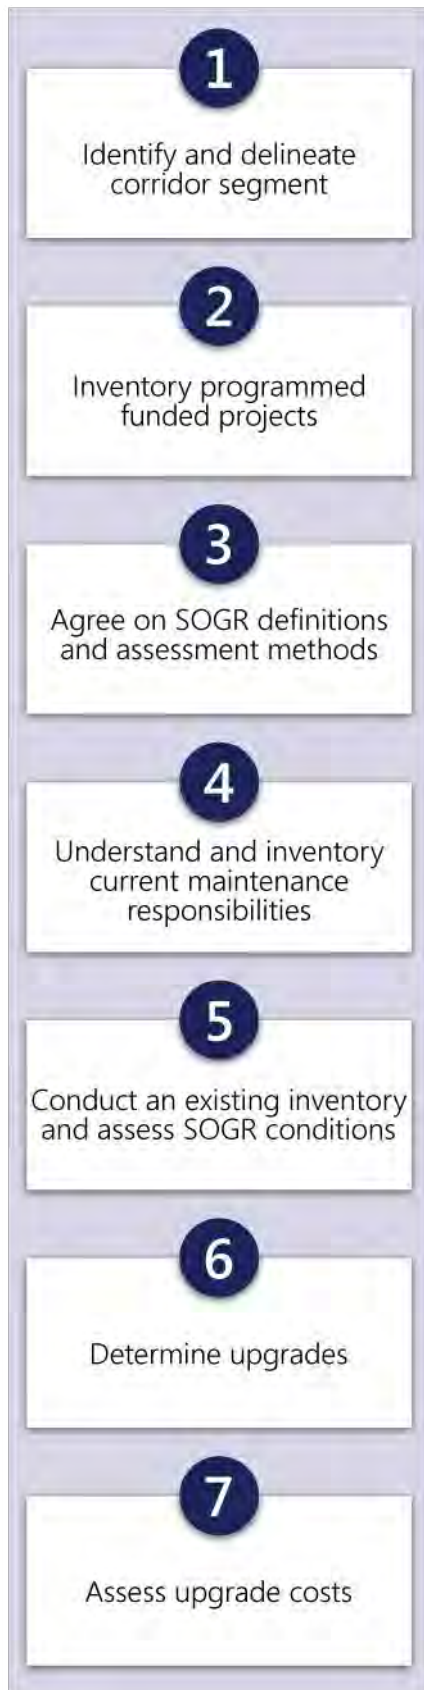 1
Identify and delineate
corridor segment
2
Inventory programmed
funded projects
3
Agree on SOGR definitions
and assessment methods
4
Understand and inventory
current maintenance
responsibilities
5
Conduct an existing inventory
and assess SOGR conditions
6
Determine upgrades
7
Assess upgrade costs